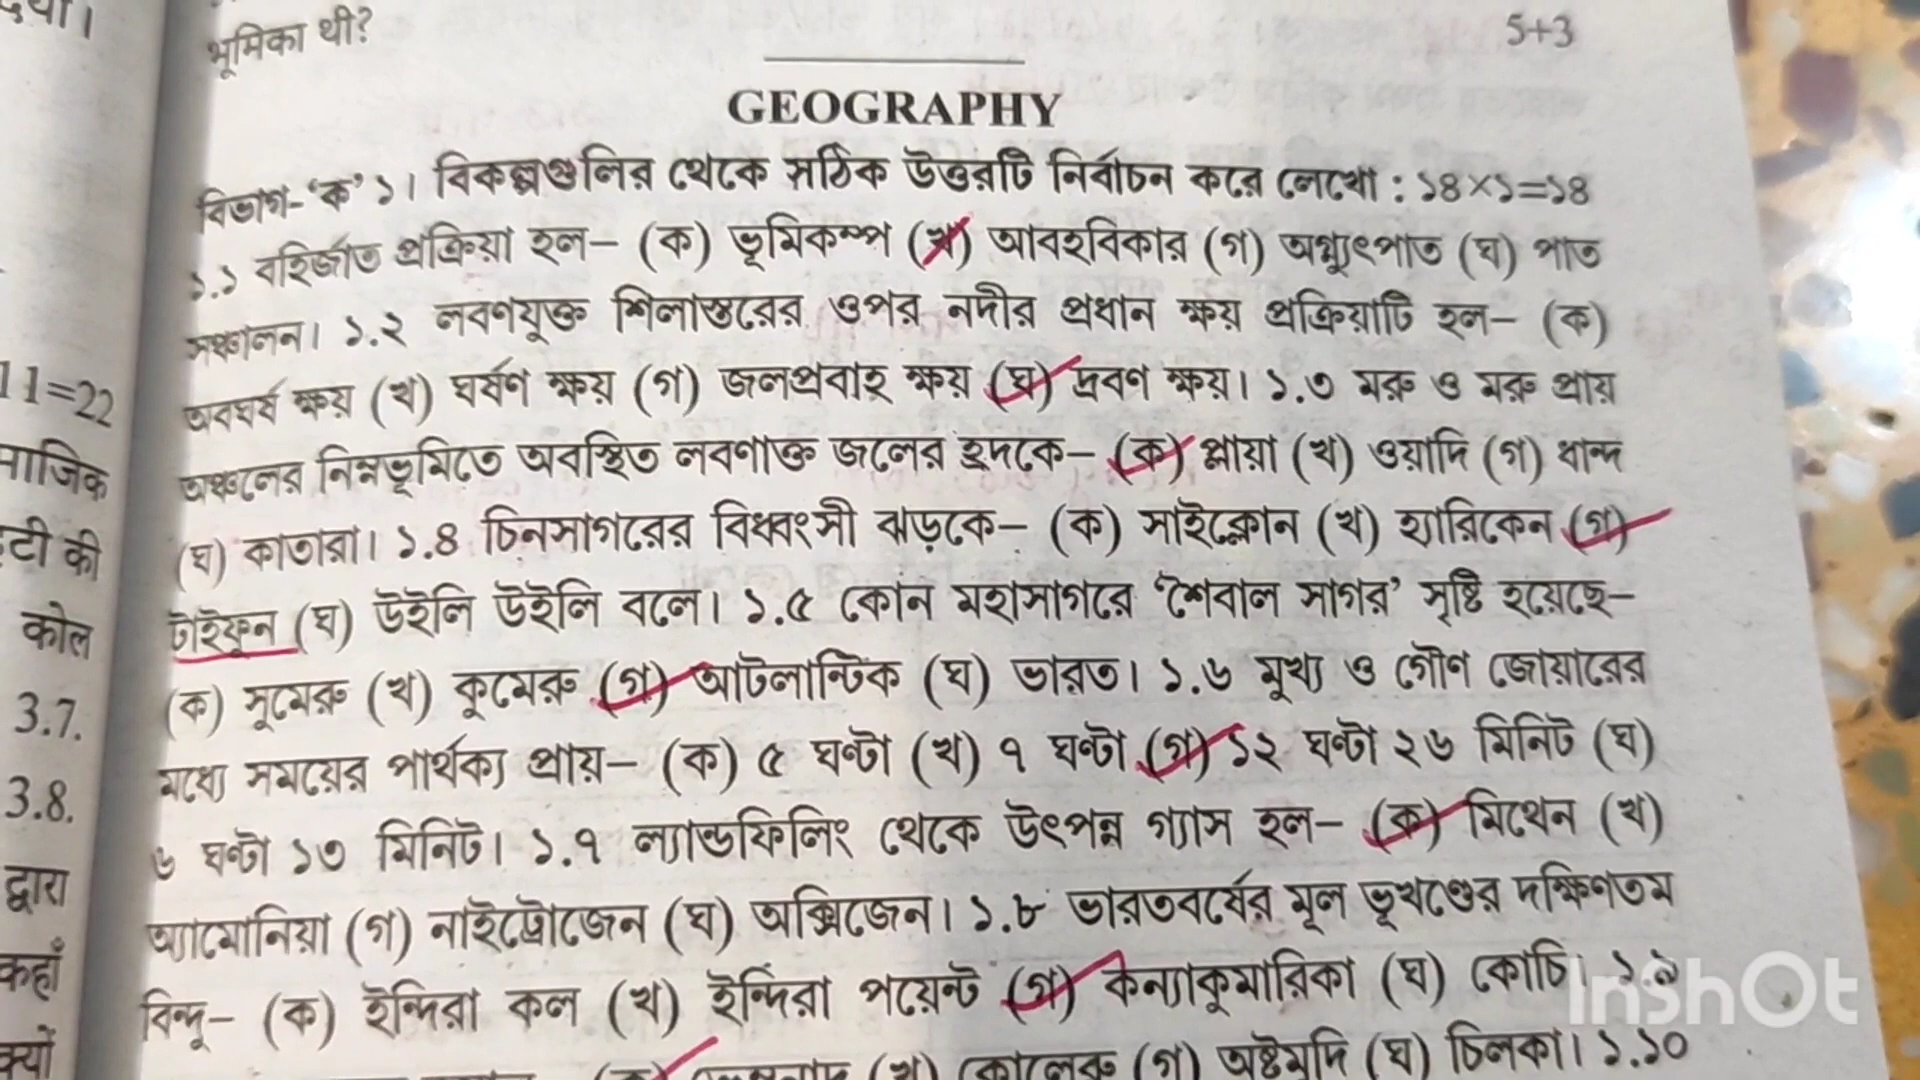 भूमिका थी?
5+3
GEOGRAPHY
বিভাগ-‘ক’ ১। বিকল্পগুলির থেকে সঠিক উত্তরটি নির্বাচন করে লেখো : ১৪×১=১৪
১.১ বহির্জাত প্রক্রিয়া হল– (ক) ভূমিকম্প (খ) আবহবিকার (গ) অগ্ন্যুৎপাত (ঘ) পাত
সঞ্চালন। ১.২ লবণযুক্ত শিলাস্তরের ওপর নদীর প্রধান ক্ষয় প্রক্রিয়াটি হল– (ক)
অবঘর্ষ ক্ষয় (খ) ঘর্ষণ ক্ষয় (গ) জলপ্রবাহ ক্ষয় (ঘ) দ্রবণ ক্ষয়। ১.৩ মরু ও মরু প্রায়
অঞ্চলের নিম্নভূমিতে অবস্থিত লবণাক্ত জলের হ্রদকে– (ক) প্লায়া (খ) ওয়াদি (গ) ধান্দ
(ঘ) কাতারা। ১.৪ চিনসাগরের বিধ্বংসী ঝড়কে– (ক) সাইক্লোন (খ) হ্যারিকেন (গ)
টাইফুন (ঘ) উইলি উইলি বলে। ১.৫ কোন মহাসাগরে ‘শৈবাল সাগর’ সৃষ্টি হয়েছে–
(ক) সুমেরু (খ) কুমেরু (গ) আটলান্টিক (ঘ) ভারত। ১.৬ মুখ্য ও গৌণ জোয়ারের
মধ্যে সময়ের পার্থক্য প্রায়– (ক) ৫ ঘণ্টা (খ) ৭ ঘণ্টা (গ) ১২ ঘণ্টা ২৬ মিনিট (ঘ)
৬ ঘণ্টা ১৩ মিনিট। ১.৭ ল্যান্ডফিলিং থেকে উৎপন্ন গ্যাস হল– (ক) মিথেন (খ)
অ্যামোনিয়া (গ) নাইট্রোজেন (ঘ) অক্সিজেন। ১.৮ ভারতবর্ষের মূল ভূখণ্ডের দক্ষিণতম
বিন্দু– (ক) ইন্দিরা কল (খ) ইন্দিরা পয়েন্ট (গ) কন্যাকুমারিকা (ঘ) কোচি। ১.৯
(খ) কোলেরু (গ) অষ্টমুদি (ঘ) চিলকা। ১.১০
11=22
टी की
कोल
3.7.
3.8.
द्वारा
कहाँ
क्यों
InShOt